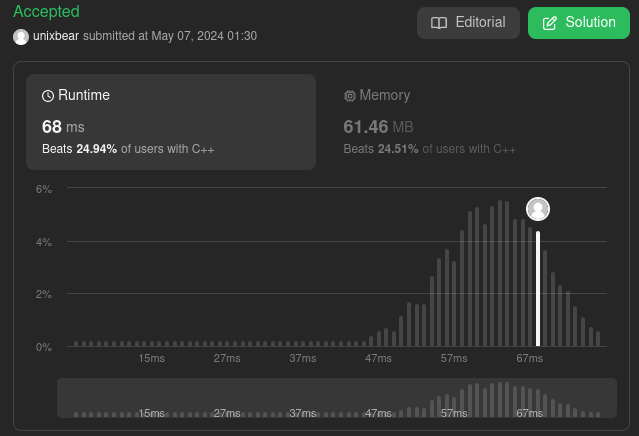 Accepted
unixbear submitted at May 07, 2024 01:30
Editorial
Solution
Runtime
68 ms
Beats 24.94% of users with C++
Memory
61.46 MB
Beats 24.51% of users with C++
6%
4%
2%
0%
15ms 27ms 37ms 47ms 57ms 67ms
15ms 27ms 37ms 47ms 57ms 67ms